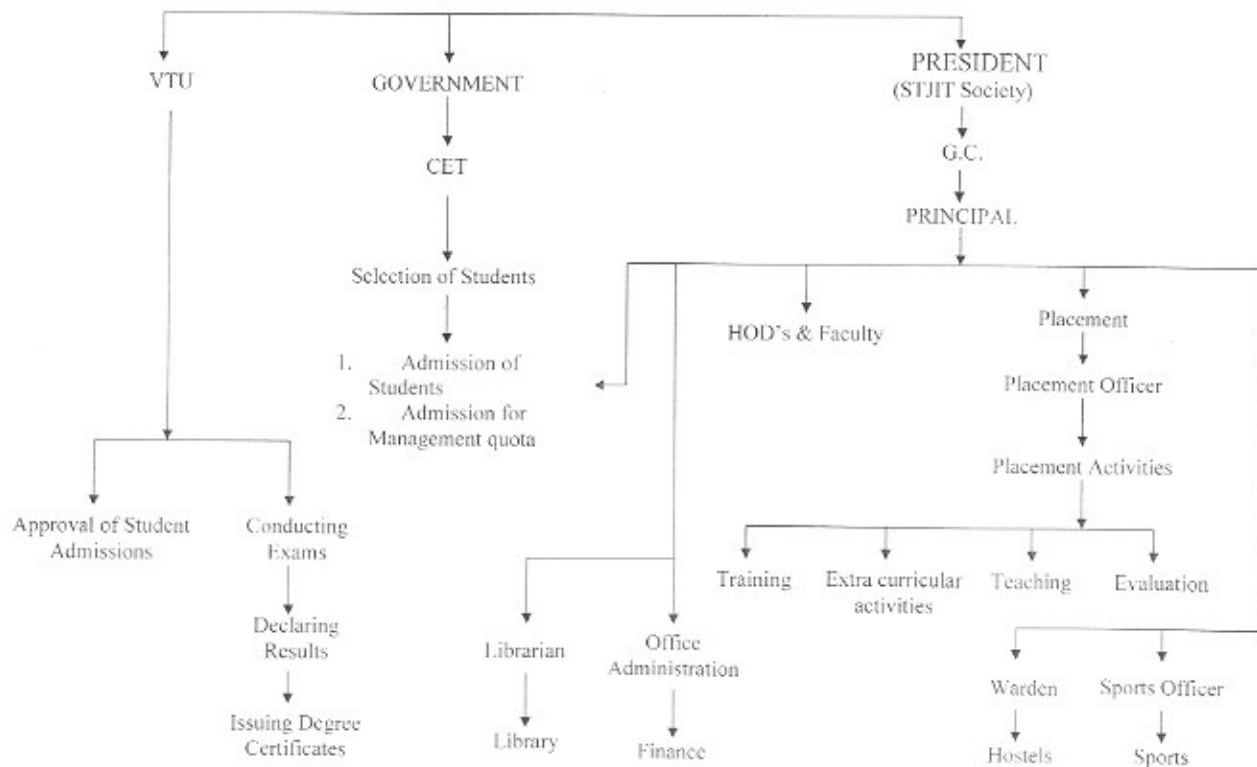 VTU
GOVERNMENT
PRESIDENT
(STJIT Society)
G.C.
CET
PRINCIPAL
Selection of Students
HOD's & Faculty
Placement
1. Admission of
Students
2. Admission for
Management quota
Placement Officer
Placement Activities
Approval of Student
Admissions
Conducting
Exams
Training
Extra curricular
activities
Teaching
Evaluation
Declaring
Results
Librarian
Office
Administration
Warden
Sports Officer
Issuing Degree
Certificates
Library
Finance
Hostels
Sports